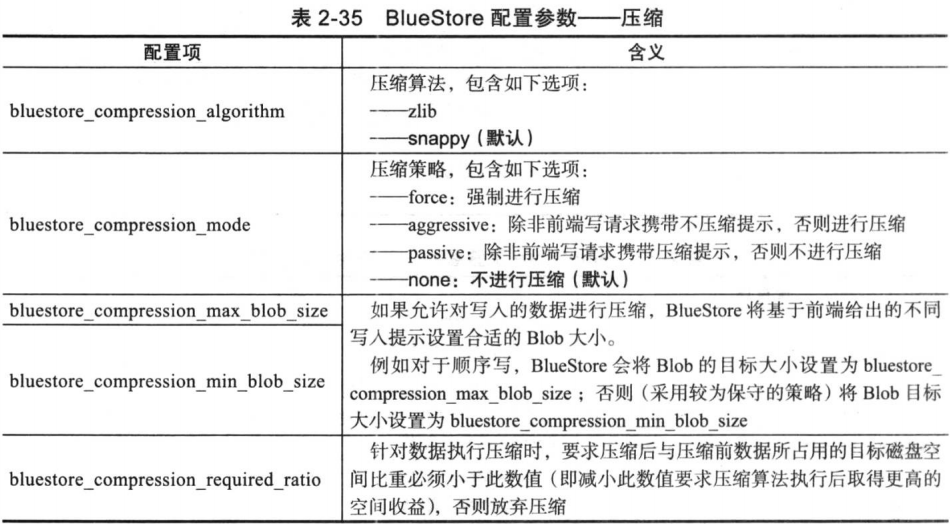 表 2-35 BlueStore 配置参数——压缩
配置项 含义
bluestore_compression_algorithm
压缩算法，包含如下选项：
——zlib
——snappy（默认）
bluestore_compression_mode
压缩策略，包含如下选项：
——force：强制进行压缩
——aggressive：除非前端写请求携带不压缩提示，否则进行压缩
——passive：除非前端写请求携带压缩提示，否则不进行压缩
——none：不进行压缩（默认）
bluestore_compression_max_blob_size
bluestore_compression_min_blob_size
如果允许对写入的数据进行压缩，BlueStore 将基于前端给出的不同
写入提示设置合适的 Blob 大小。
例如对于顺序写，BlueStore 会将 Blob 的目标大小设置为 bluestore_
compression_max_blob_size；否则（采用较为保守的策略）将 Blob 目标
大小设置为 bluestore_compression_min_blob_size
bluestore_compression_required_ratio
针对数据执行压缩时，要求压缩后与压缩前数据所占用的目标磁盘空
间比重必须小于此数值（即减小此数值要求压缩算法执行后取得更高的
空间收益），否则放弃压缩